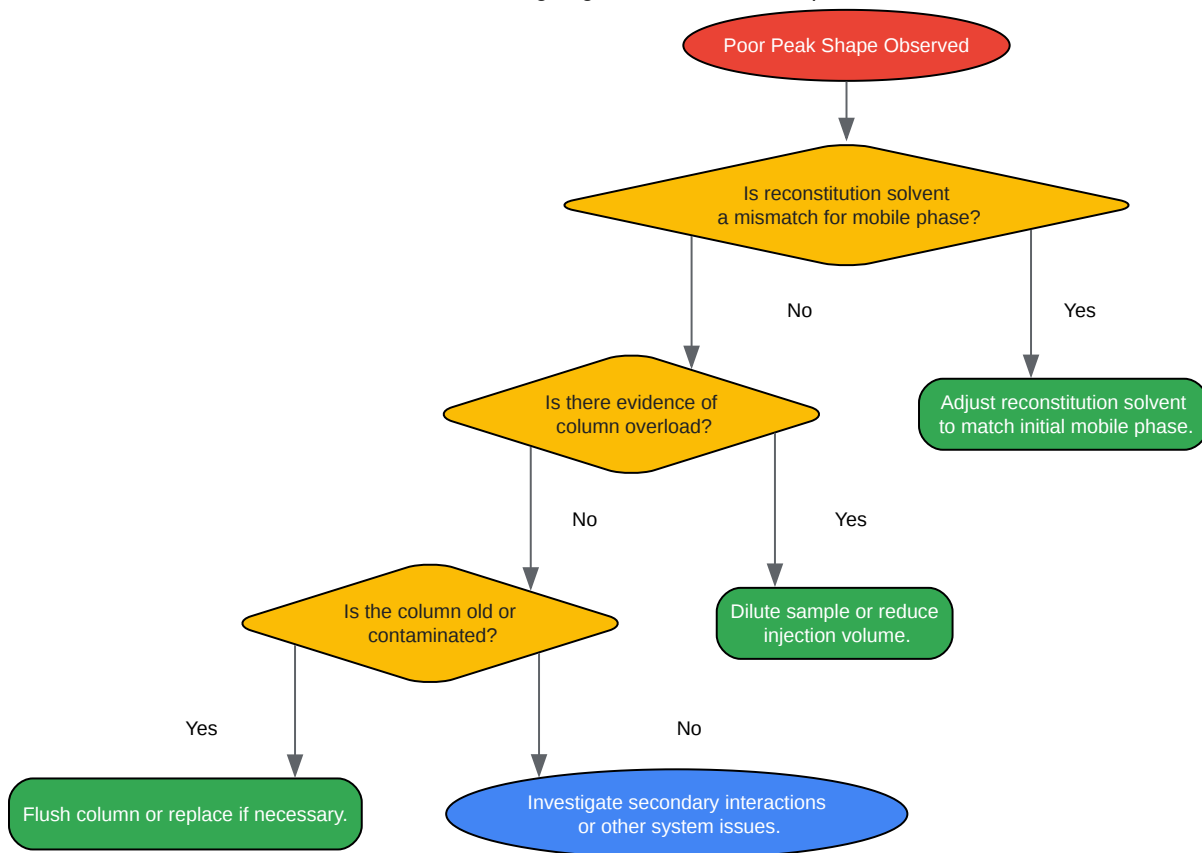 Poor Peak Shape Observed
Is reconstitution solvent
a mismatch for mobile phase?
No
Yes
Is there evidence of
column overload?
Adjust reconstitution solvent
to match initial mobile phase.
No
Yes
Is the column old or
contaminated?
Dilute sample or reduce
injection volume.
Yes
No
Flush column or replace if necessary.
Investigate secondary interactions
or other system issues.